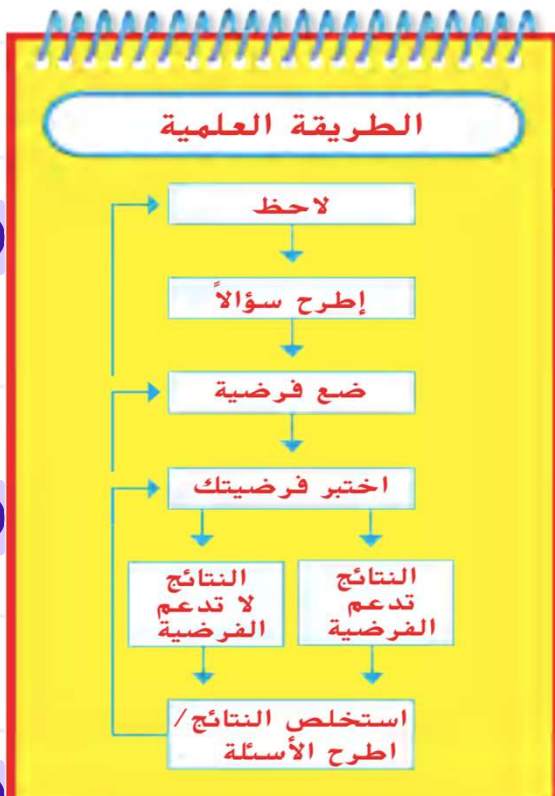 الطريقة العلمية
لاحظ
إطرح سؤالاً
ضع فرضية
اختبر فرضيتك
النتائج
تدعم
الفرضية
النتائج
لا تدعم
الفرضية
استخلص النتائج/
اطرح الأسئلة